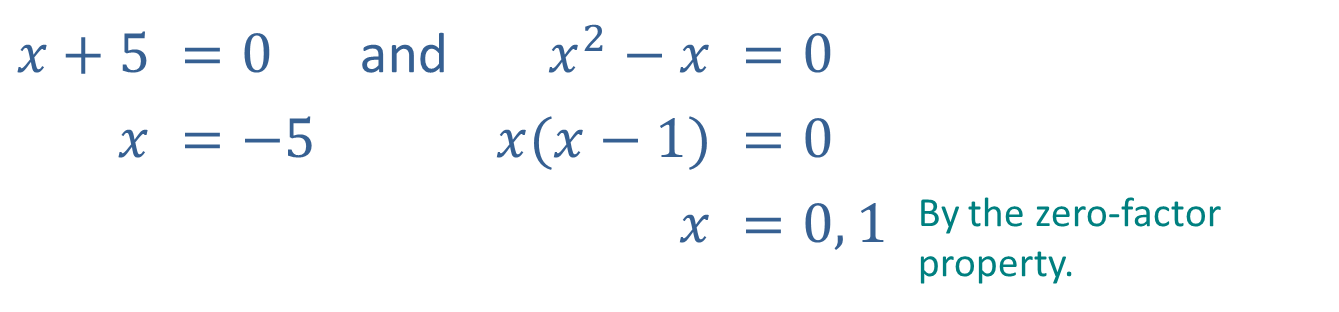 x + 5 = 0 and x² − x = 0
x = −5 x(x − 1) = 0
x = 0, 1 By the zero-factor
property.